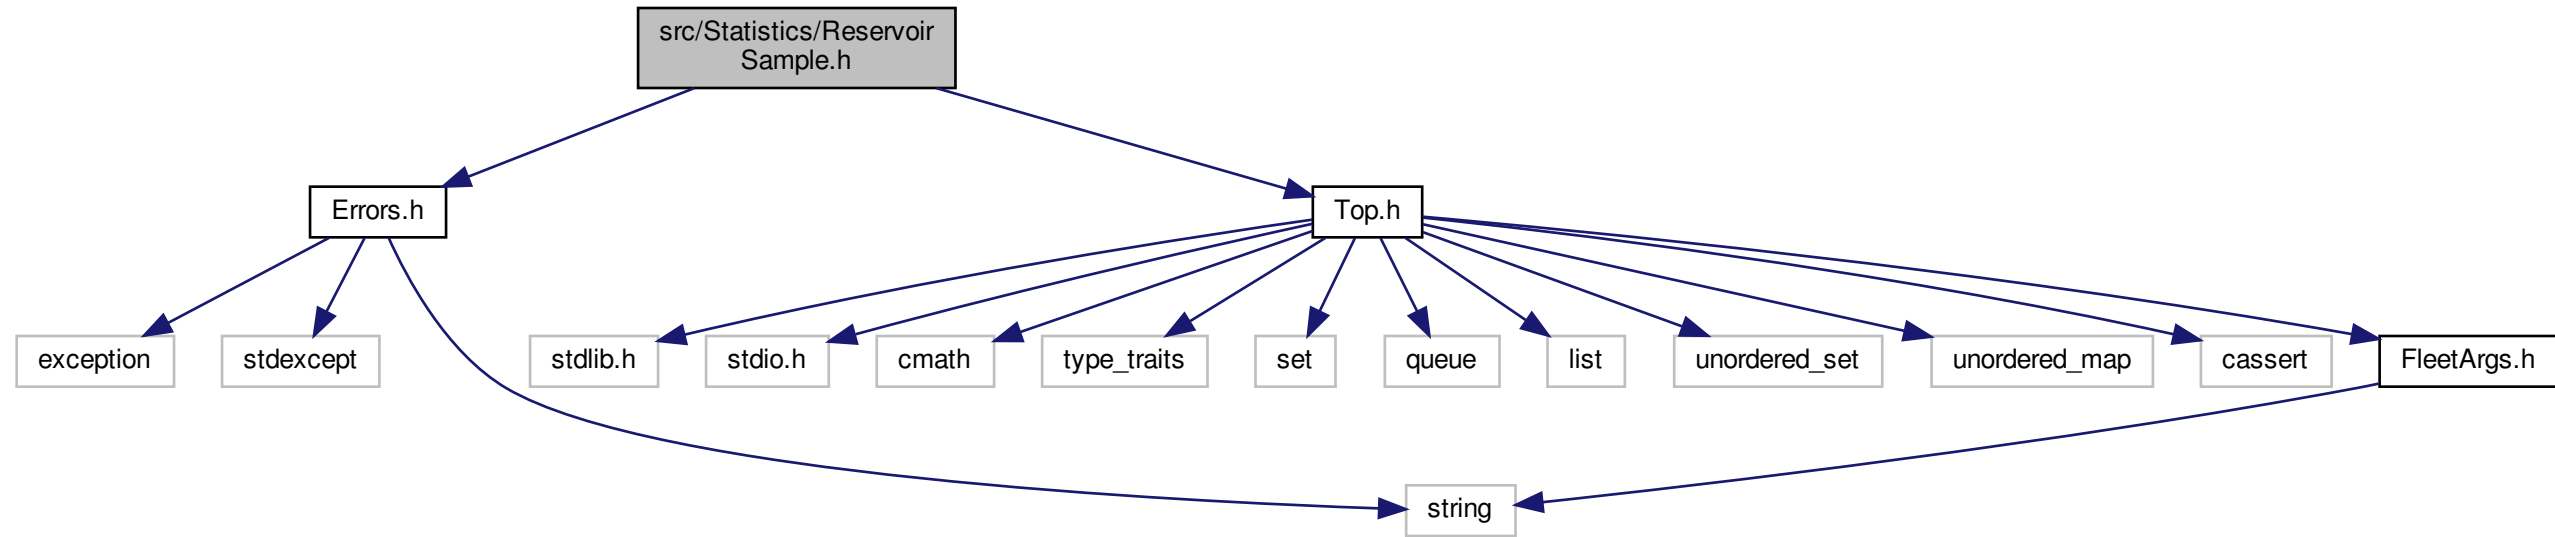 src/Statistics/Reservoir
Sample.h
Errors.h
Top.h
exception
stdexcept
stdlib.h
stdio.h
cmath
type_traits
set
queue
list
unordered_set
unordered_map
cassert
FleetArgs.h
string